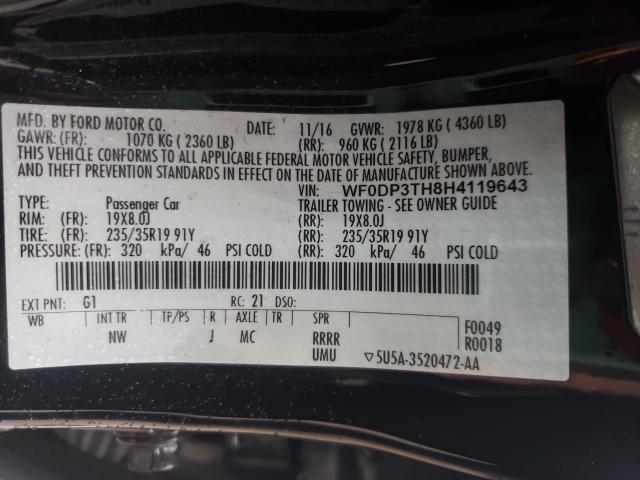 MFD. BY FORD MOTOR CO. DATE: 11/16 GVWR: 1978 KG ( 4360 LB)
GAWR: (FR): 1070 KG ( 2360 LB) (RR): 960 KG ( 2116 LB)
THIS VEHICLE CONFORMS TO ALL APPLICABLE FEDERAL MOTOR VEHICLE SAFETY, BUMPER,
AND THEFT PREVENTION STANDARDS IN EFFECT ON THE DATE OF MANUFACTURE SHOWN ABOVE.
VIN: WF0DP3TH8H4119643
TYPE: Passenger Car TRAILER TOWING - SEE OWNER GUIDE
RIM: (FR): 19X8.0J (RR): 19X8.0J
TIRE: (FR): 235/35R19 91Y (RR): 235/35R19 91Y
PRESSURE: (FR): 320 kPa/ 46 PSI COLD (RR): 320 kPa/ 46 PSI COLD
EXT PNT: G1 RC: 21 DSO:
WB INT TR TP/PS R AXLE TR SPR F0049
NW J MC RRRR R0018
UMU ▽5U5A-3520472-AA